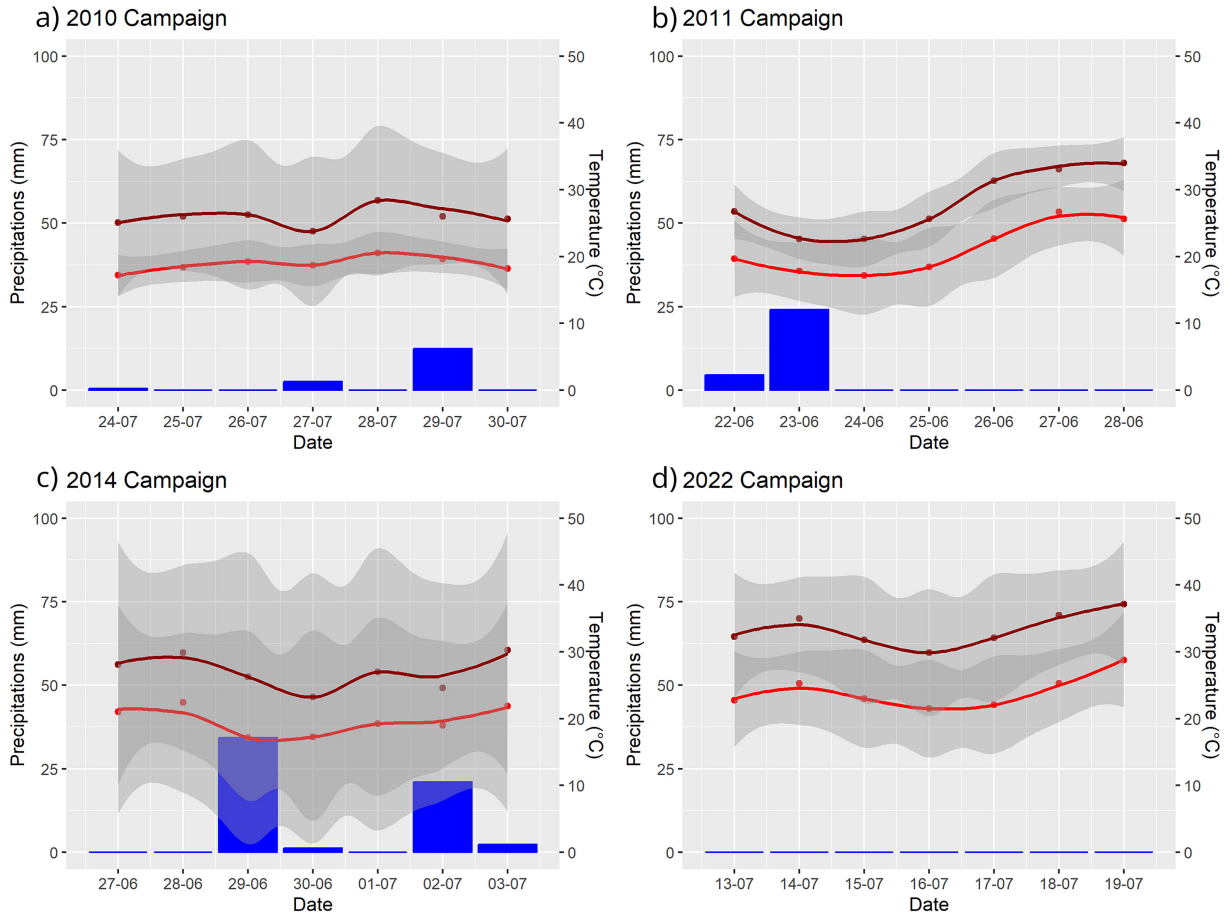 a) 2010 Campaign
Precipitations (mm)
100
75
50
25
0
24-07 25-07 26-07 27-07 28-07 29-07 30-07
Date
50
40
30
20
10
0
Temperature (°C)
b) 2011 Campaign
Precipitations (mm)
100
75
50
25
0
22-06 23-06 24-06 25-06 26-06 27-06 28-06
Date
50
40
30
20
10
0
Temperature (°C)
c) 2014 Campaign
Precipitations (mm)
100
75
50
25
0
27-06 28-06 29-06 30-06 01-07 02-07 03-07
Date
50
40
30
20
10
0
Temperature (°C)
d) 2022 Campaign
Precipitations (mm)
100
75
50
25
0
13-07 14-07 15-07 16-07 17-07 18-07 19-07
Date
50
40
30
20
10
0
Temperature (°C)